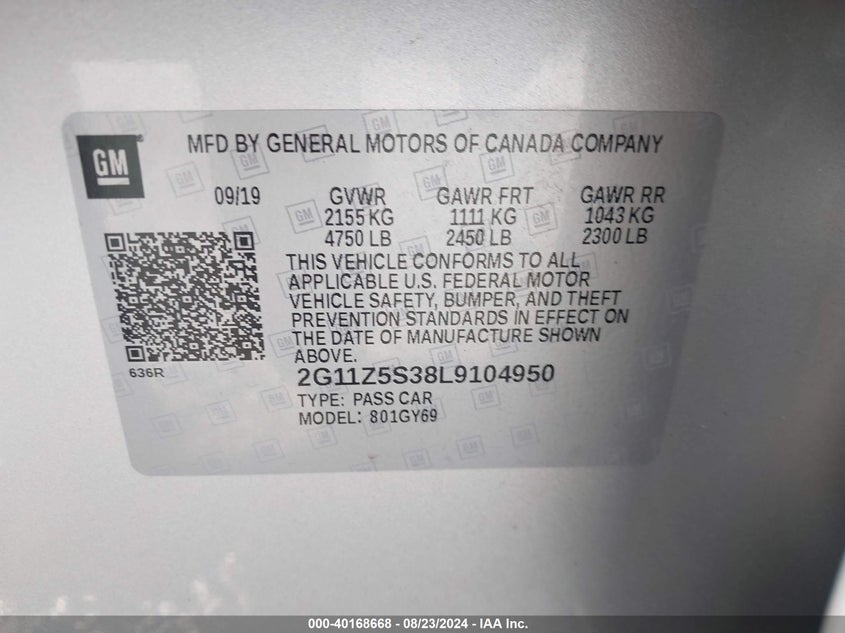 GM
MFD BY GENERAL MOTORS OF CANADA COMPANY
09/19 GVWR GAWR FRT GAWR RR
2155 KG 1111 KG 1043 KG
4750 LB 2450 LB 2300 LB
THIS VEHICLE CONFORMS TO ALL
APPLICABLE U.S. FEDERAL MOTOR
VEHICLE SAFETY, BUMPER, AND THEFT
PREVENTION STANDARDS IN EFFECT ON
THE DATE OF MANUFACTURE SHOWN
ABOVE.
636R
2G11Z5S38L9104950
TYPE: PASS CAR
MODEL: 801GY69
000-40168668 - 08/23/2024 - IAA Inc.